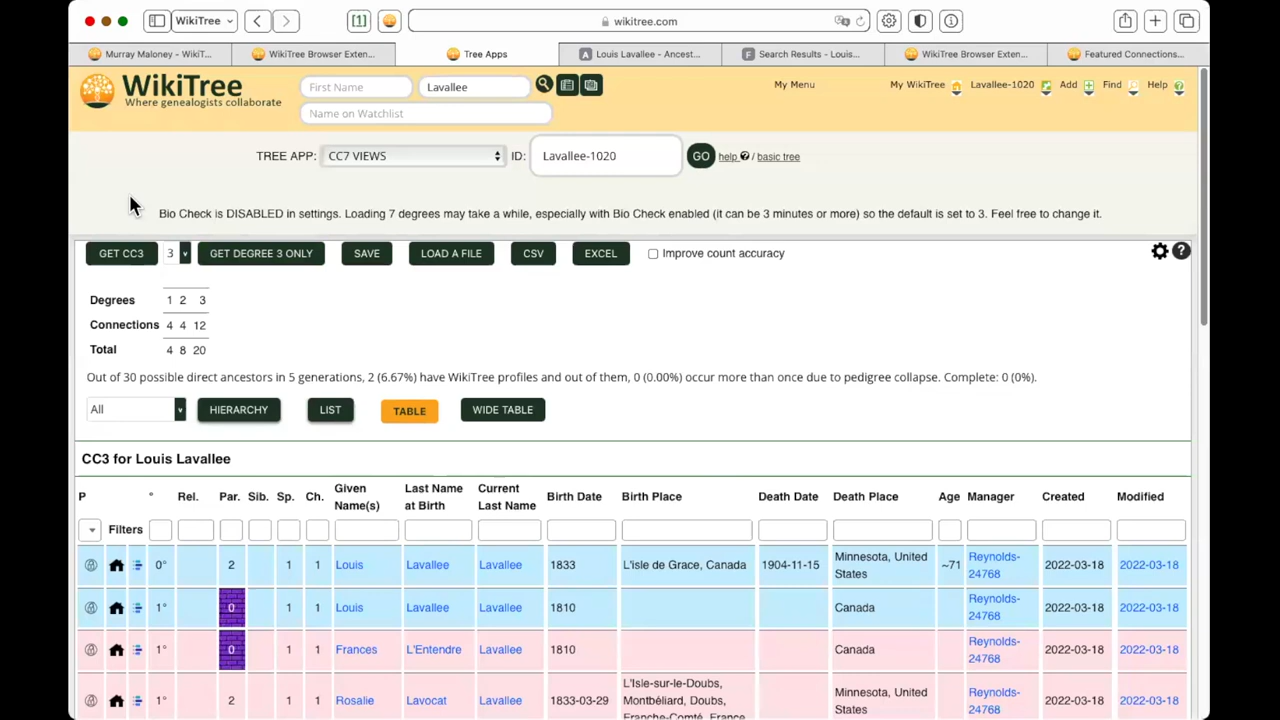 WikiTree
[1]
wikitree.com
Murray Maloney - WikiT...
WikiTree Browser Exten...
Tree Apps
Louis Lavallee - Ancest...
Search Results - Louis...
WikiTree Browser Exten...
Featured Connections...
WikiTree
Where genealogists collaborate
First Name
Lavallee
Name on Watchlist
My Menu
My WikiTree
Lavallee-1020
Add
Find
Help
TREE APP: CC7 VIEWS ID: Lavallee-1020 GO help / basic tree
Bio Check is DISABLED in settings. Loading 7 degrees may take a while, especially with Bio Check enabled (it can be 3 minutes or more) so the default is set to 3. Feel free to change it.
GET CC3 3 GET DEGREE 3 ONLY SAVE LOAD A FILE CSV EXCEL Improve count accuracy ?
Degrees 1 2 3
Connections 4 4 12
Total 4 8 20
Out of 30 possible direct ancestors in 5 generations, 2 (6.67%) have WikiTree profiles and out of them, 0 (0.00%) occur more than once due to pedigree collapse. Complete: 0 (0%).
All HIERARCHY LIST TABLE WIDE TABLE
CC3 for Louis Lavallee
P ° Rel. Par. Sib. Sp. Ch. Given Name(s) Last Name at Birth Current Last Name Birth Date Birth Place Death Date Death Place Age Manager Created Modified
Filters
0° 2 1 1 Louis Lavallee Lavallee 1833 L'isle de Grace, Canada 1904-11-15 Minnesota, United States ~71 Reynolds-24768 2022-03-18 2022-03-18
1° 0 1 1 Louis Lavallee Lavallee 1810 Canada Reynolds-24768 2022-03-18 2022-03-18
1° 0 1 1 Frances L'Entendre Lavallee 1810 Canada Reynolds-24768 2022-03-18 2022-03-18
1° 2 1 1 Rosalie Lavocat Lavallee 1833-03-29 L'Isle-sur-le-Doubs, Montbéliard, Doubs, Franche-Comté, France Minnesota, United States Reynolds-24768 2022-03-18 2022-03-18